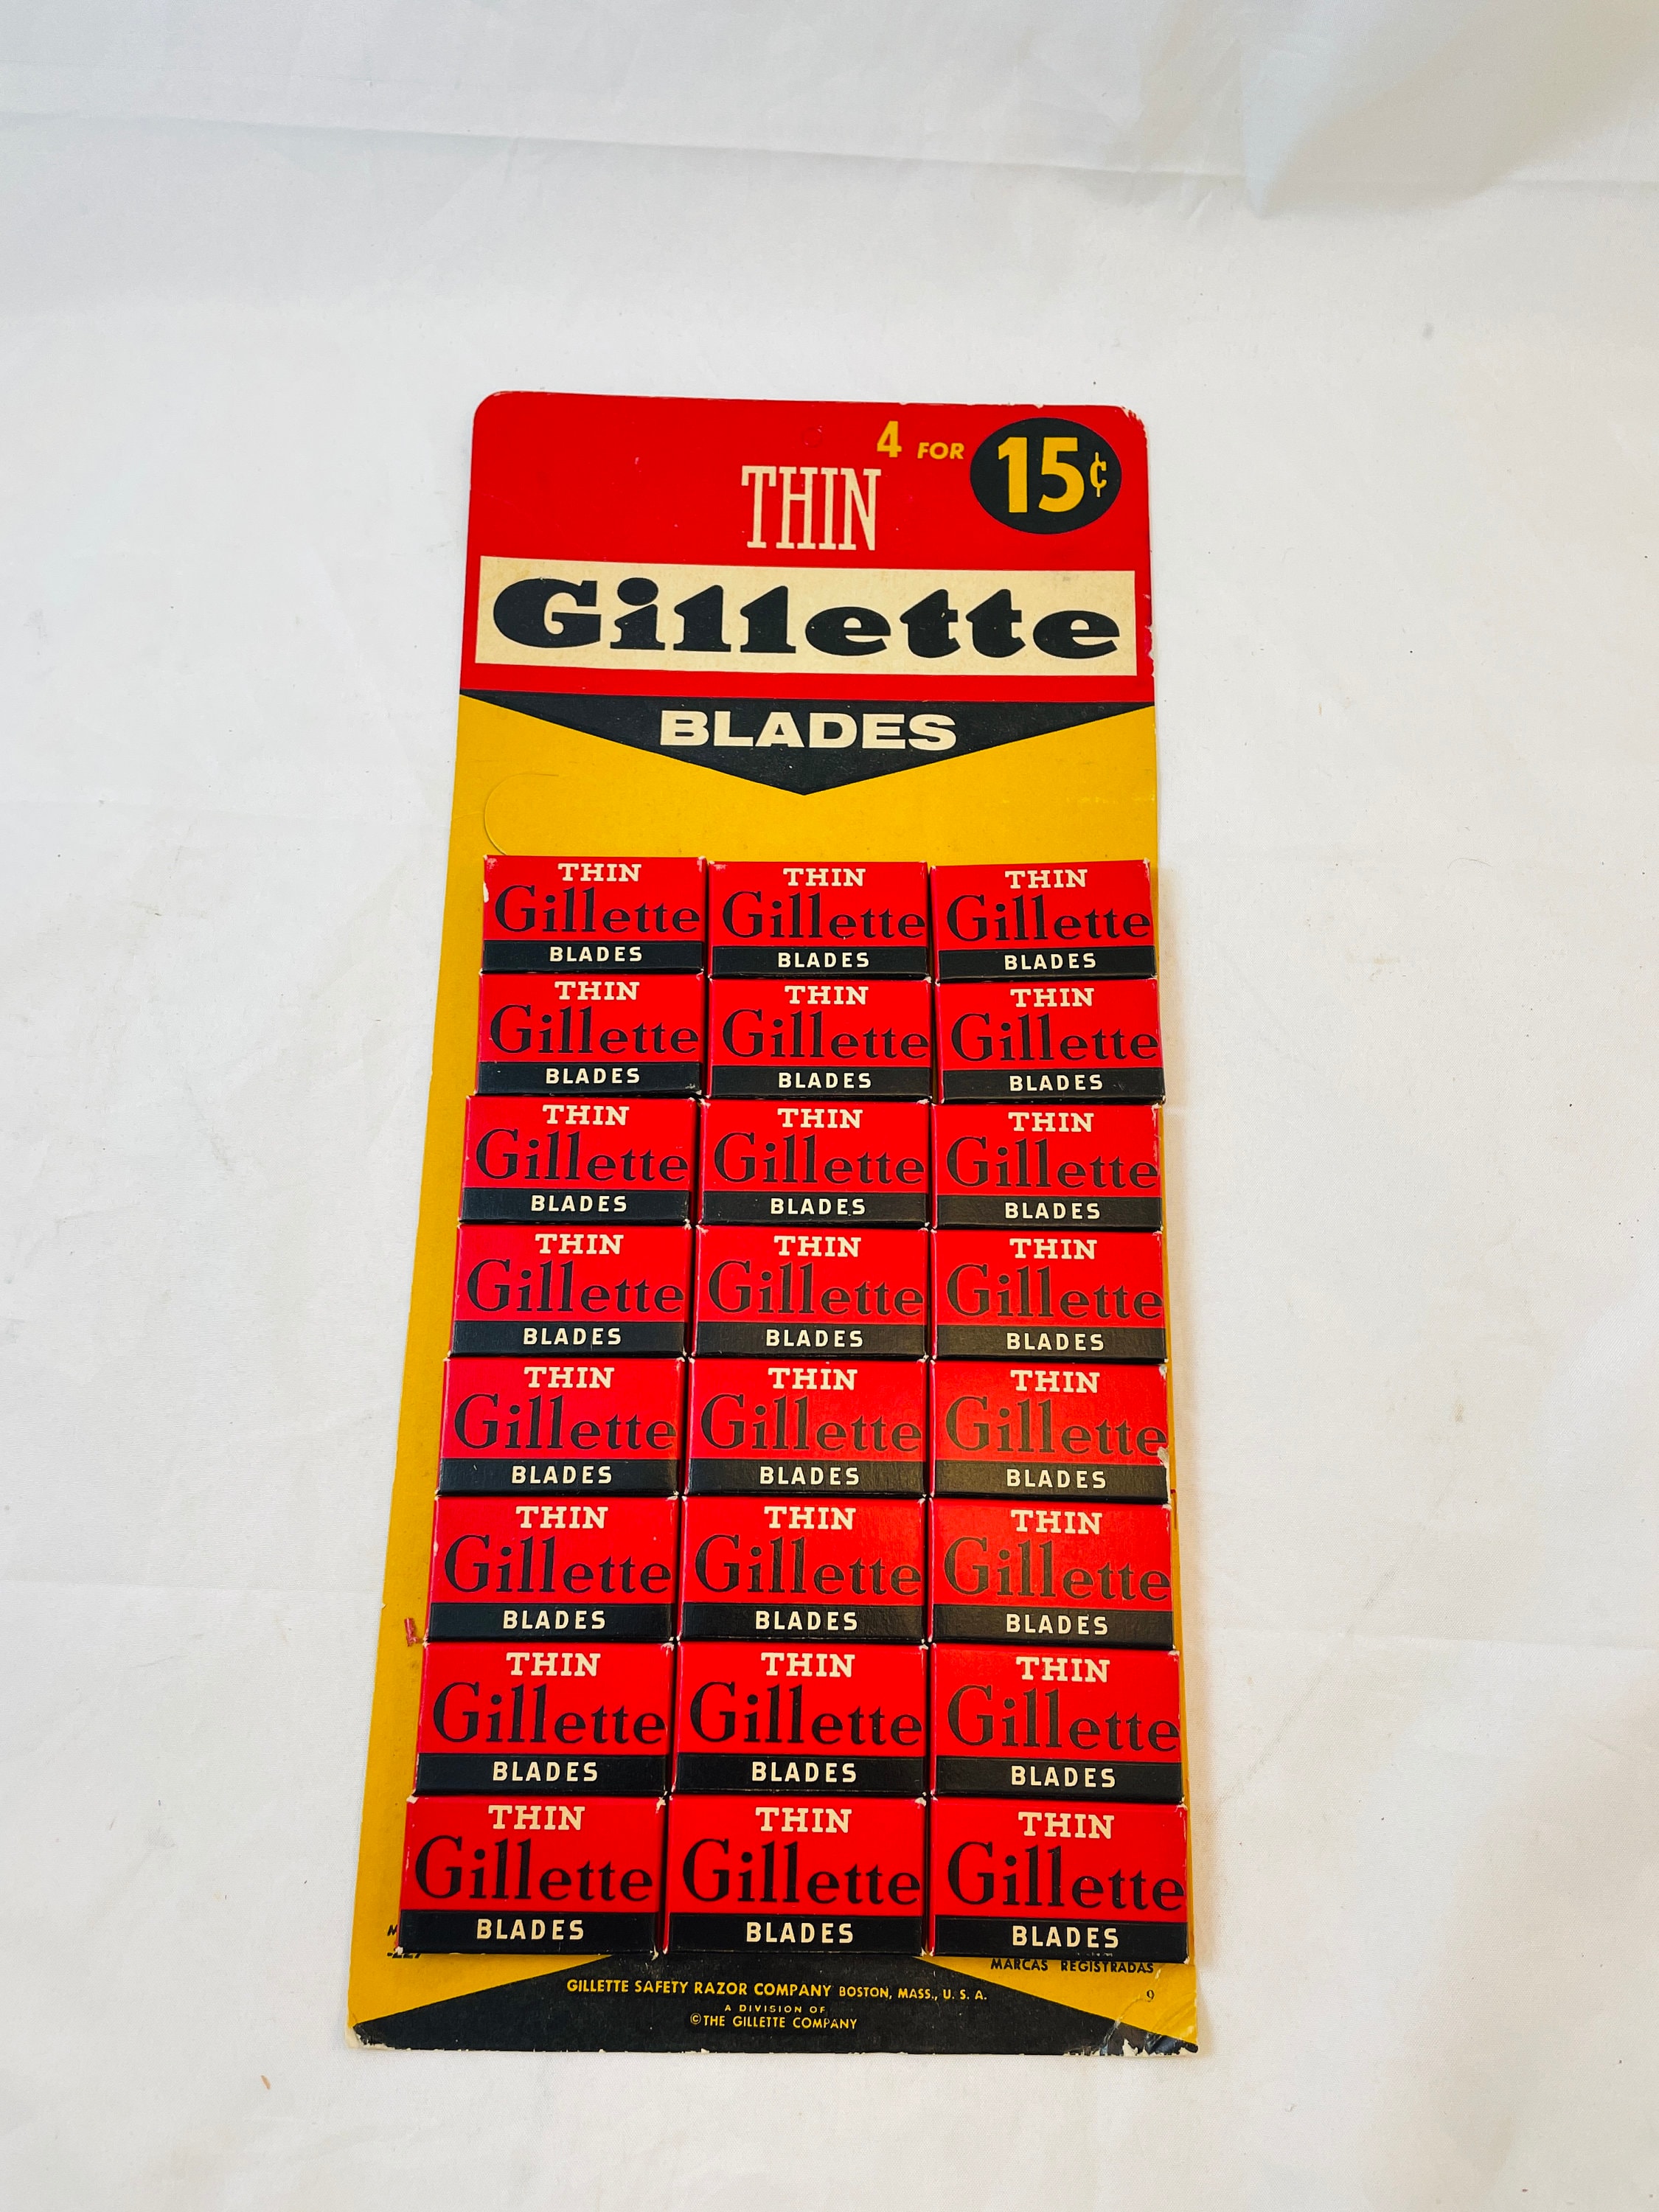 4 FOR 15¢
THIN
Gillette
BLADES
THIN THIN THIN
Gillette Gillette Gillette
BLADES BLADES BLADES
THIN THIN THIN
Gillette Gillette Gillette
BLADES BLADES BLADES
THIN THIN THIN
Gillette Gillette Gillette
BLADES BLADES BLADES
THIN THIN THIN
Gillette Gillette Gillette
BLADES BLADES BLADES
THIN THIN THIN
Gillette Gillette Gillette
BLADES BLADES BLADES
THIN THIN THIN
Gillette Gillette Gillette
BLADES BLADES BLADES
THIN THIN THIN
Gillette Gillette Gillette
BLADES BLADES BLADES
THIN THIN THIN
Gillette Gillette Gillette
BLADES BLADES BLADES
MARCAS REGISTRADAS
GILLETTE SAFETY RAZOR COMPANY BOSTON, MASS., U. S. A.
9
A DIVISION OF
©THE GILLETTE COMPANY